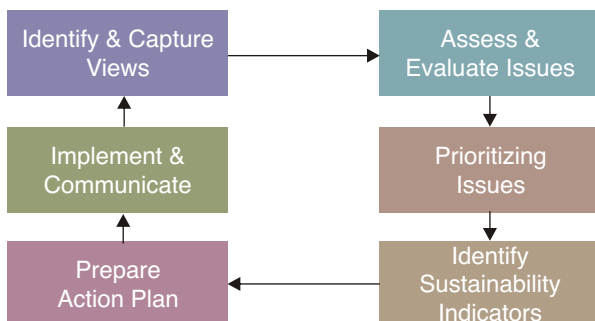 Identify & Capture
Views
Assess &
Evaluate Issues
Prioritizing
Issues
Identify
Sustainability
Indicators
Prepare
Action Plan
Implement &
Communicate